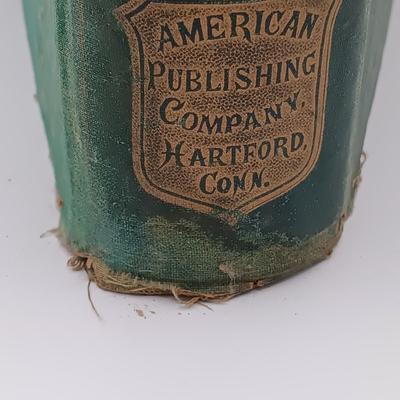 AMERICAN
PUBLISHING
COMPANY,
HARTFORD,
CONN.